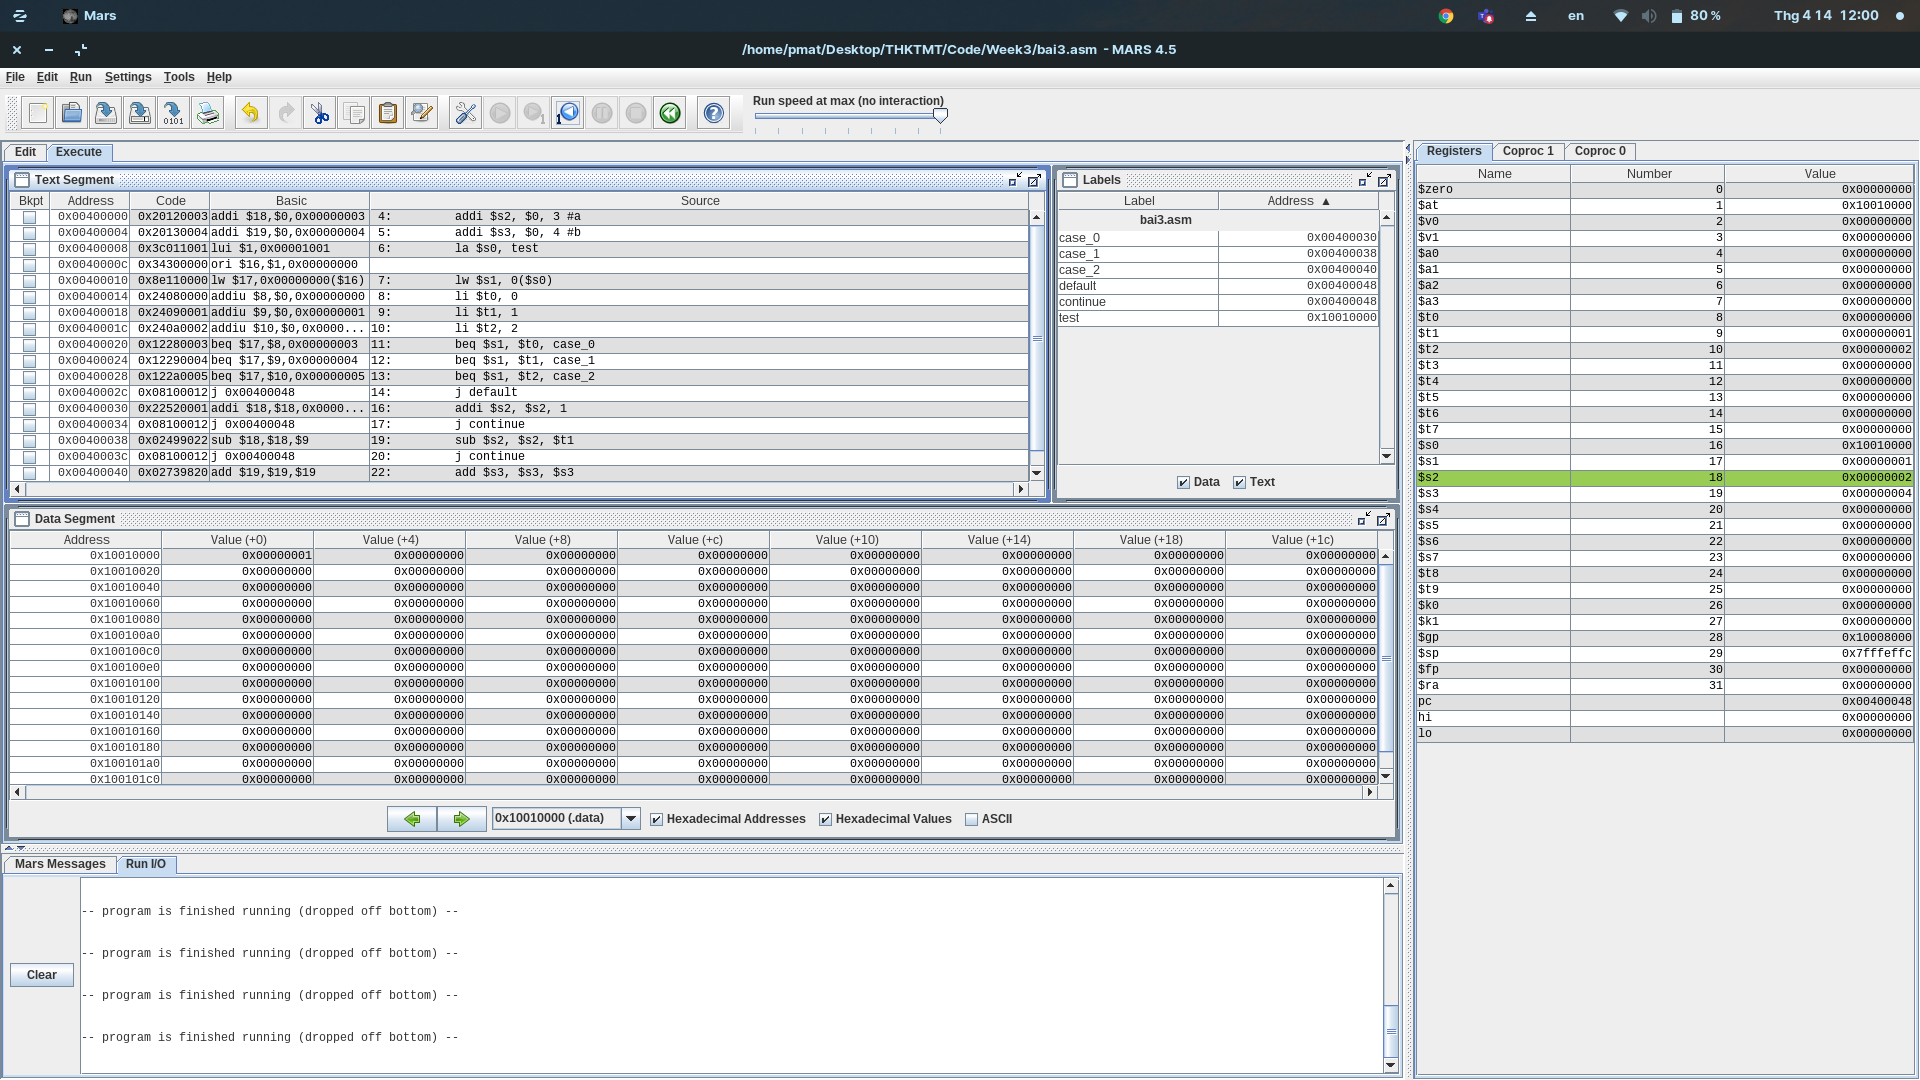 Mars
en
80 %
Thg 4 14 12:00
/home/pmat/Desktop/THKTMT/Code/Week3/bai3.asm - MARS 4.5
File Edit Run Settings Tools Help
Run speed at max (no interaction)
Edit Execute
Text Segment
Bkpt Address Code Basic Source
0x00400000 0x20120003 addi $18,$0,0x00000003 4: addi $s2, $0, 3 #a
0x00400004 0x20130004 addi $19,$0,0x00000004 5: addi $s3, $0, 4 #b
0x00400008 0x3c011001 lui $1,0x00001001 6: la $s0, test
0x0040000c 0x34300000 ori $16,$1,0x00000000
0x00400010 0x8e110000 lw $17,0x00000000($16) 7: lw $s1, 0($s0)
0x00400014 0x24080000 addiu $8,$0,0x00000000 8: li $t0, 0
0x00400018 0x24090001 addiu $9,$0,0x00000001 9: li $t1, 1
0x0040001c 0x240a0002 addiu $10,$0,0x0000... 10: li $t2, 2
0x00400020 0x12280003 beq $17,$8,0x00000003 11: beq $s1, $t0, case_0
0x00400024 0x12290004 beq $17,$9,0x00000004 12: beq $s1, $t1, case_1
0x00400028 0x122a0005 beq $17,$10,0x00000005 13: beq $s1, $t2, case_2
0x0040002c 0x08100012 j 0x00400048 14: j default
0x00400030 0x22520001 addi $18,$18,0x0000... 16: addi $s2, $s2, 1
0x00400034 0x08100012 j 0x00400048 17: j continue
0x00400038 0x02499022 sub $18,$18,$9 19: sub $s2, $s2, $t1
0x0040003c 0x08100012 j 0x00400048 20: j continue
0x00400040 0x02739820 add $19,$19,$19 22: add $s3, $s3, $s3
Labels
Label Address ▲
bai3.asm
case_0 0x00400030
case_1 0x00400038
case_2 0x00400040
default 0x00400048
continue 0x00400048
test 0x10010000
Data Text
Data Segment
Address Value (+0) Value (+4) Value (+8) Value (+c) Value (+10) Value (+14) Value (+18) Value (+1c)
0x10010000 0x00000001 0x00000000 0x00000000 0x00000000 0x00000000 0x00000000 0x00000000 0x00000000
0x10010020 0x00000000 0x00000000 0x00000000 0x00000000 0x00000000 0x00000000 0x00000000 0x00000000
0x10010040 0x00000000 0x00000000 0x00000000 0x00000000 0x00000000 0x00000000 0x00000000 0x00000000
0x10010060 0x00000000 0x00000000 0x00000000 0x00000000 0x00000000 0x00000000 0x00000000 0x00000000
0x10010080 0x00000000 0x00000000 0x00000000 0x00000000 0x00000000 0x00000000 0x00000000 0x00000000
0x100100a0 0x00000000 0x00000000 0x00000000 0x00000000 0x00000000 0x00000000 0x00000000 0x00000000
0x100100c0 0x00000000 0x00000000 0x00000000 0x00000000 0x00000000 0x00000000 0x00000000 0x00000000
0x100100e0 0x00000000 0x00000000 0x00000000 0x00000000 0x00000000 0x00000000 0x00000000 0x00000000
0x10010100 0x00000000 0x00000000 0x00000000 0x00000000 0x00000000 0x00000000 0x00000000 0x00000000
0x10010120 0x00000000 0x00000000 0x00000000 0x00000000 0x00000000 0x00000000 0x00000000 0x00000000
0x10010140 0x00000000 0x00000000 0x00000000 0x00000000 0x00000000 0x00000000 0x00000000 0x00000000
0x10010160 0x00000000 0x00000000 0x00000000 0x00000000 0x00000000 0x00000000 0x00000000 0x00000000
0x10010180 0x00000000 0x00000000 0x00000000 0x00000000 0x00000000 0x00000000 0x00000000 0x00000000
0x100101a0 0x00000000 0x00000000 0x00000000 0x00000000 0x00000000 0x00000000 0x00000000 0x00000000
0x100101c0 0x00000000 0x00000000 0x00000000 0x00000000 0x00000000 0x00000000 0x00000000 0x00000000
0x10010000 (.data) Hexadecimal Addresses Hexadecimal Values ASCII
Mars Messages Run I/O
Clear
-- program is finished running (dropped off bottom) --
-- program is finished running (dropped off bottom) --
-- program is finished running (dropped off bottom) --
-- program is finished running (dropped off bottom) --
Registers Coproc 1 Coproc 0
Name Number Value
$zero 0 0x00000000
$at 1 0x10010000
$v0 2 0x00000000
$v1 3 0x00000000
$a0 4 0x00000000
$a1 5 0x00000000
$a2 6 0x00000000
$a3 7 0x00000000
$t0 8 0x00000000
$t1 9 0x00000001
$t2 10 0x00000002
$t3 11 0x00000000
$t4 12 0x00000000
$t5 13 0x00000000
$t6 14 0x00000000
$t7 15 0x00000000
$s0 16 0x10010000
$s1 17 0x00000001
$s2 18 0x00000002
$s3 19 0x00000004
$s4 20 0x00000000
$s5 21 0x00000000
$s6 22 0x00000000
$s7 23 0x00000000
$t8 24 0x00000000
$t9 25 0x00000000
$k0 26 0x00000000
$k1 27 0x00000000
$gp 28 0x10008000
$sp 29 0x7fffeffc
$fp 30 0x00000000
$ra 31 0x00000000
pc 0x00400048
hi 0x00000000
lo 0x00000000